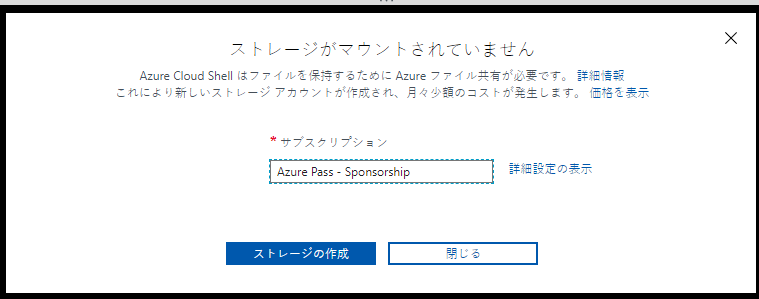 ストレージがマウントされていません
Azure Cloud Shell はファイルを保持するために Azure ファイル共有が必要です。 詳細情報
これにより新しいストレージ アカウントが作成され、月々少額のコストが発生します。 価格を表示
* サブスクリプション
Azure Pass - Sponsorship 詳細設定の表示
ストレージの作成 閉じる